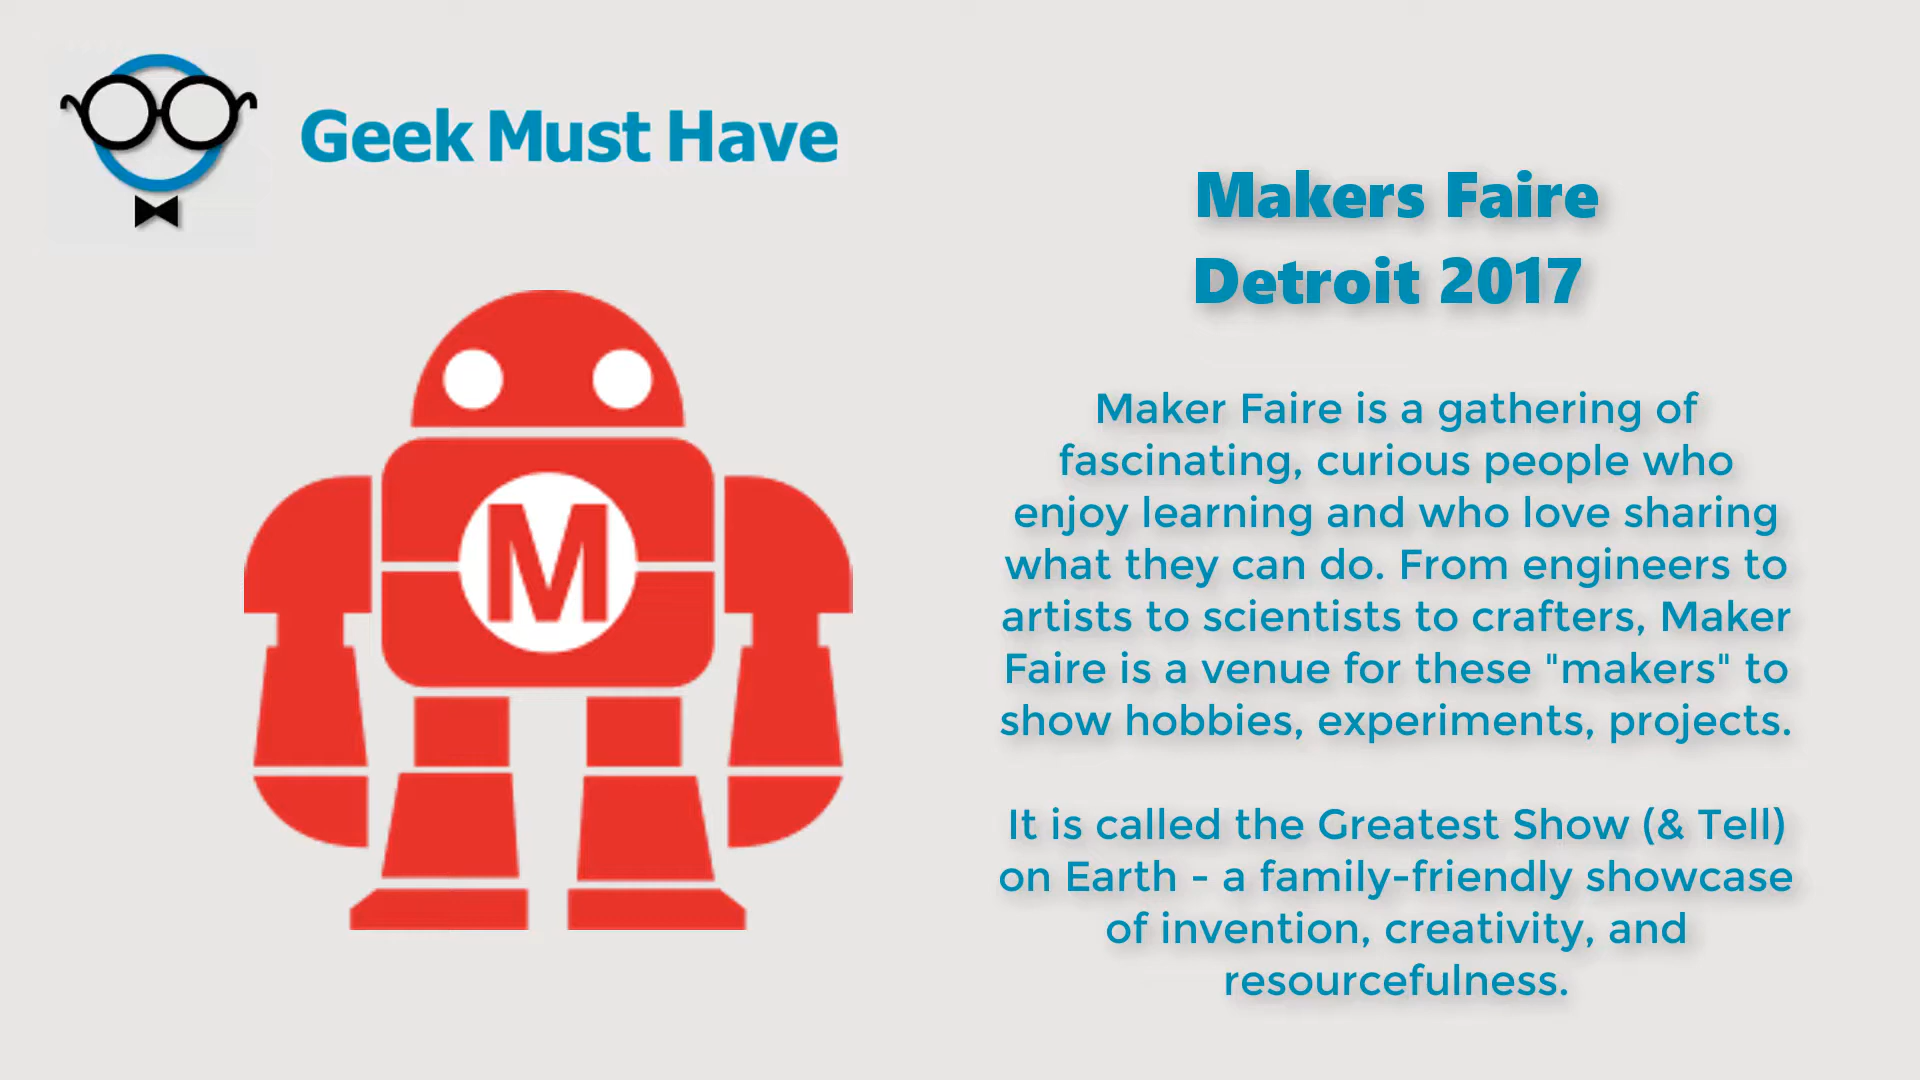 Geek Must Have
Makers Faire
Detroit 2017
M
Maker Faire is a gathering of
fascinating, curious people who
enjoy learning and who love sharing
what they can do. From engineers to
artists to scientists to crafters, Maker
Faire is a venue for these "makers" to
show hobbies, experiments, projects.
It is called the Greatest Show (& Tell)
on Earth - a family-friendly showcase
of invention, creativity, and
resourcefulness.